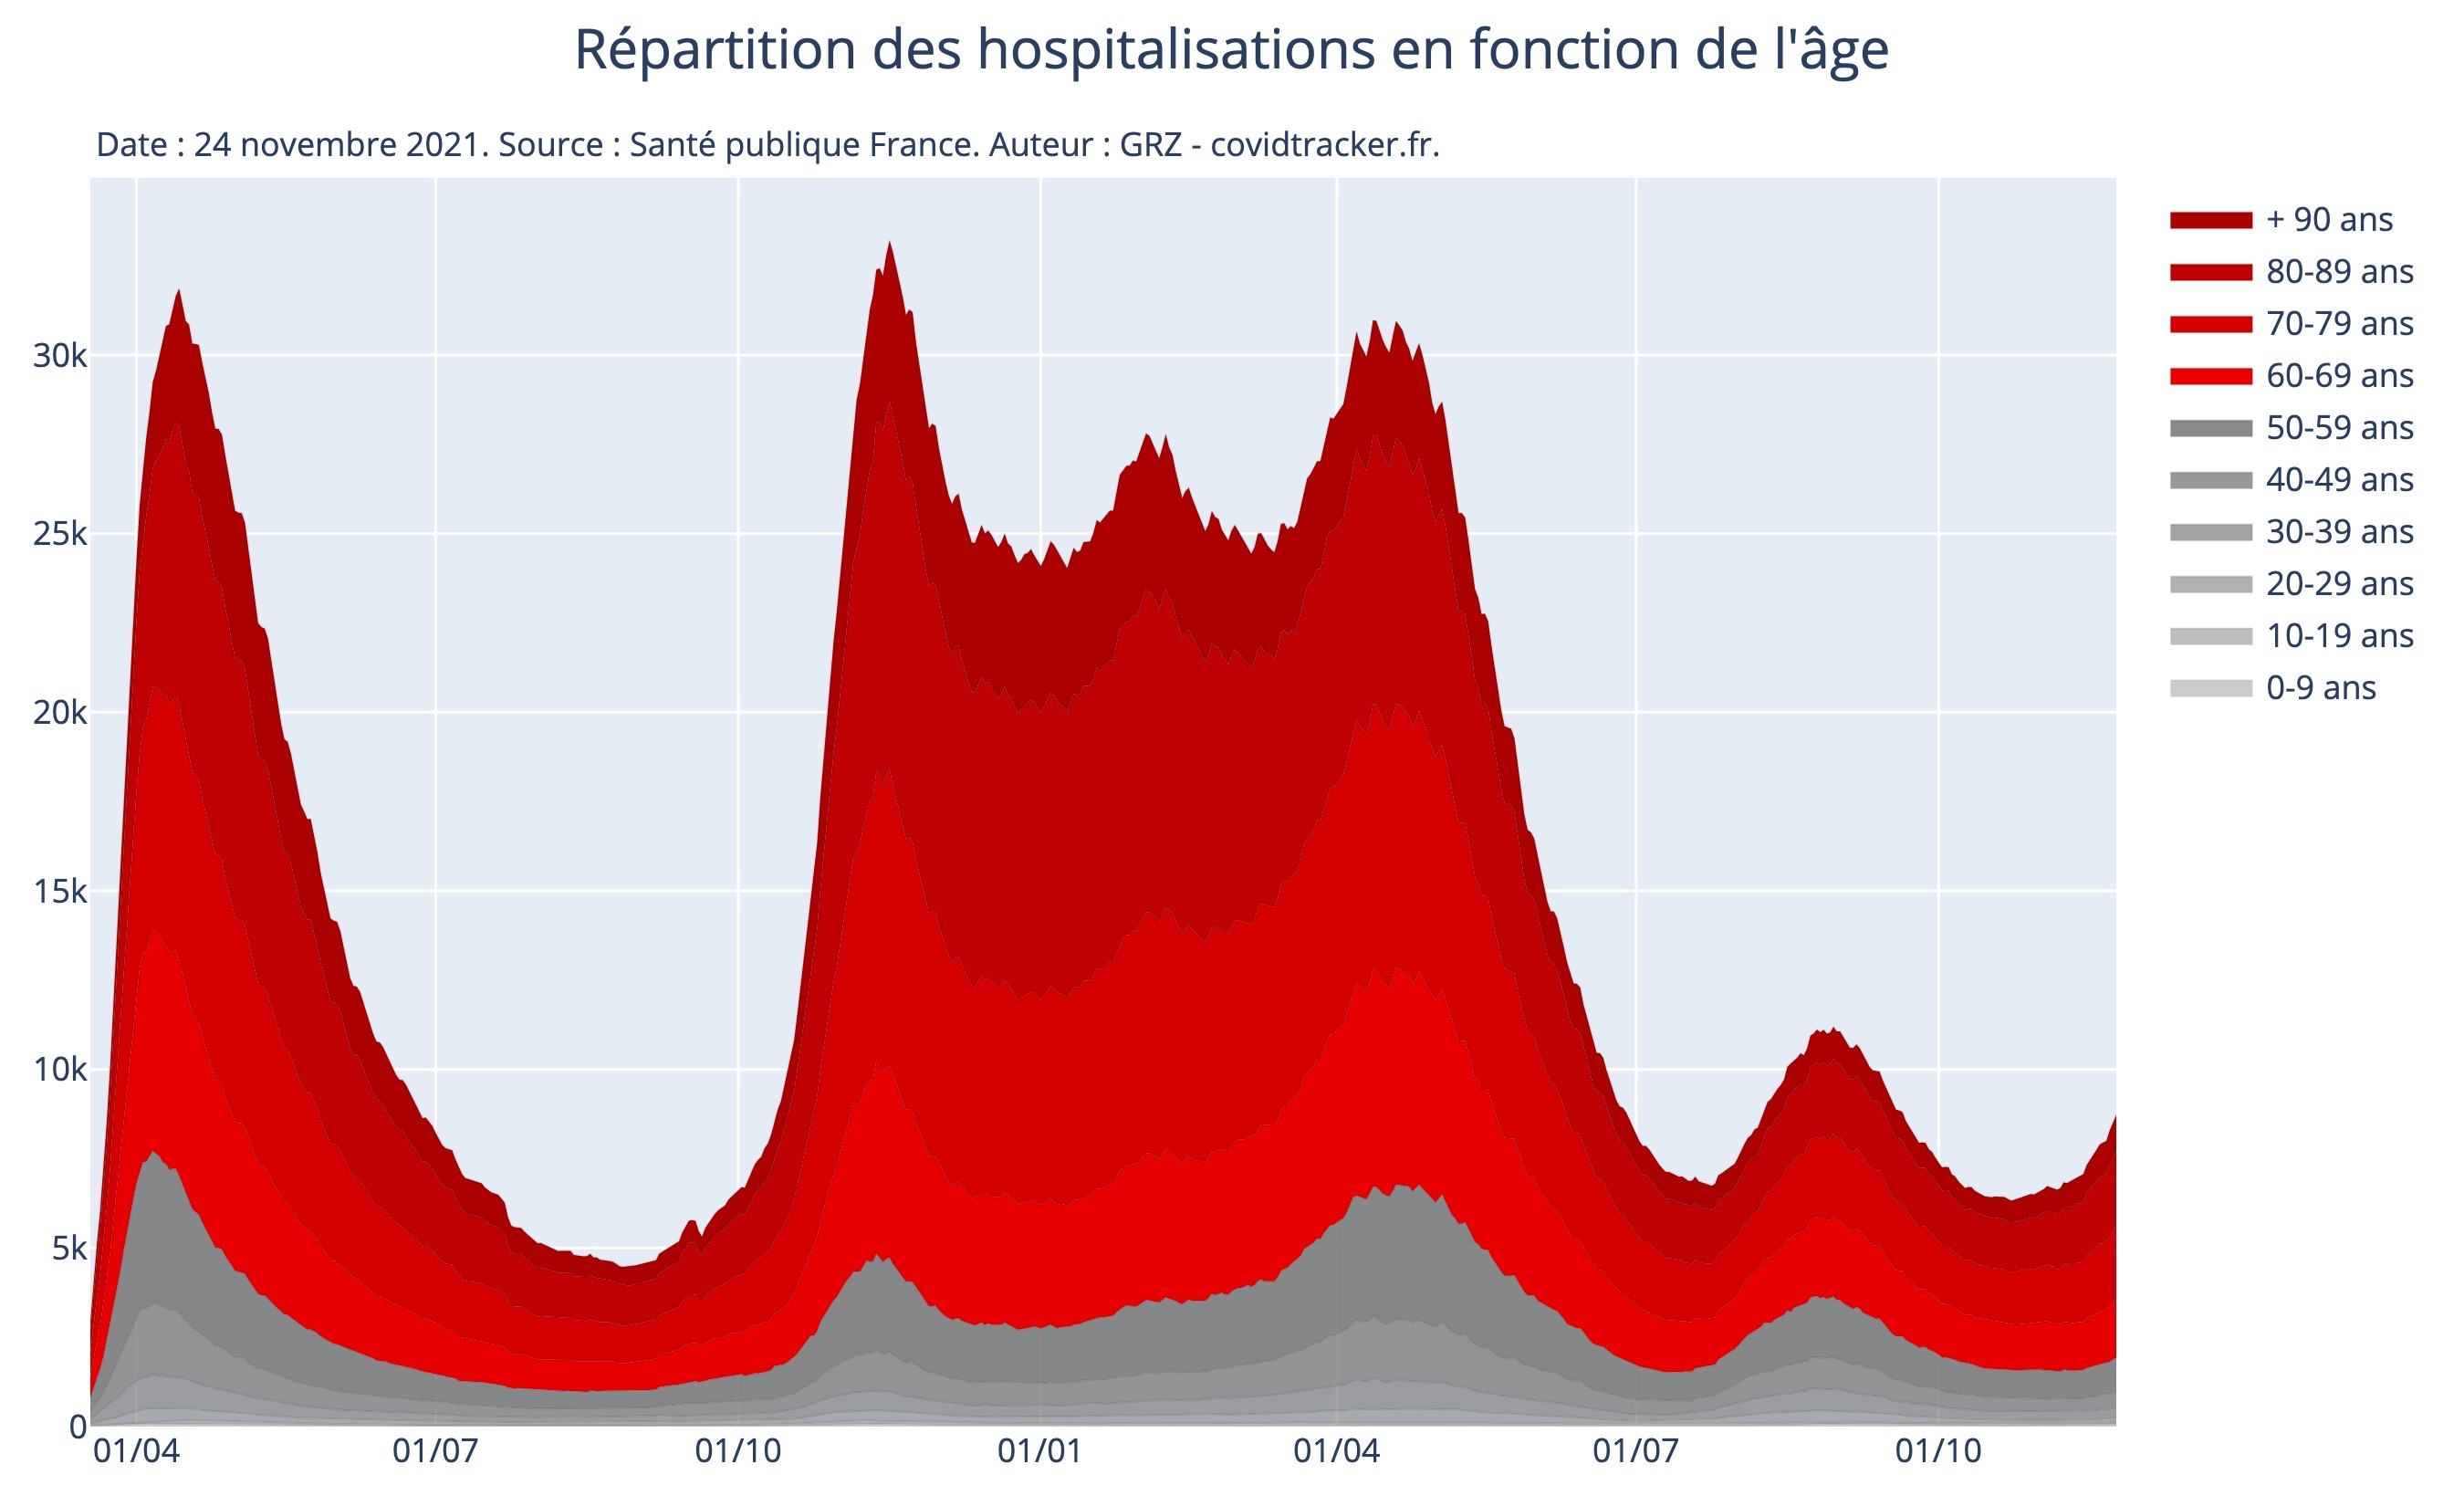 Répartition des hospitalisations en fonction de l'âge
Date : 24 novembre 2021. Source : Santé publique France. Auteur : GRZ - covidtracker.fr.
30k
25k
20k
15k
10k
5k
0
01/04 01/07 01/10 01/01 01/04 01/07 01/10
+ 90 ans
80-89 ans
70-79 ans
60-69 ans
50-59 ans
40-49 ans
30-39 ans
20-29 ans
10-19 ans
0-9 ans